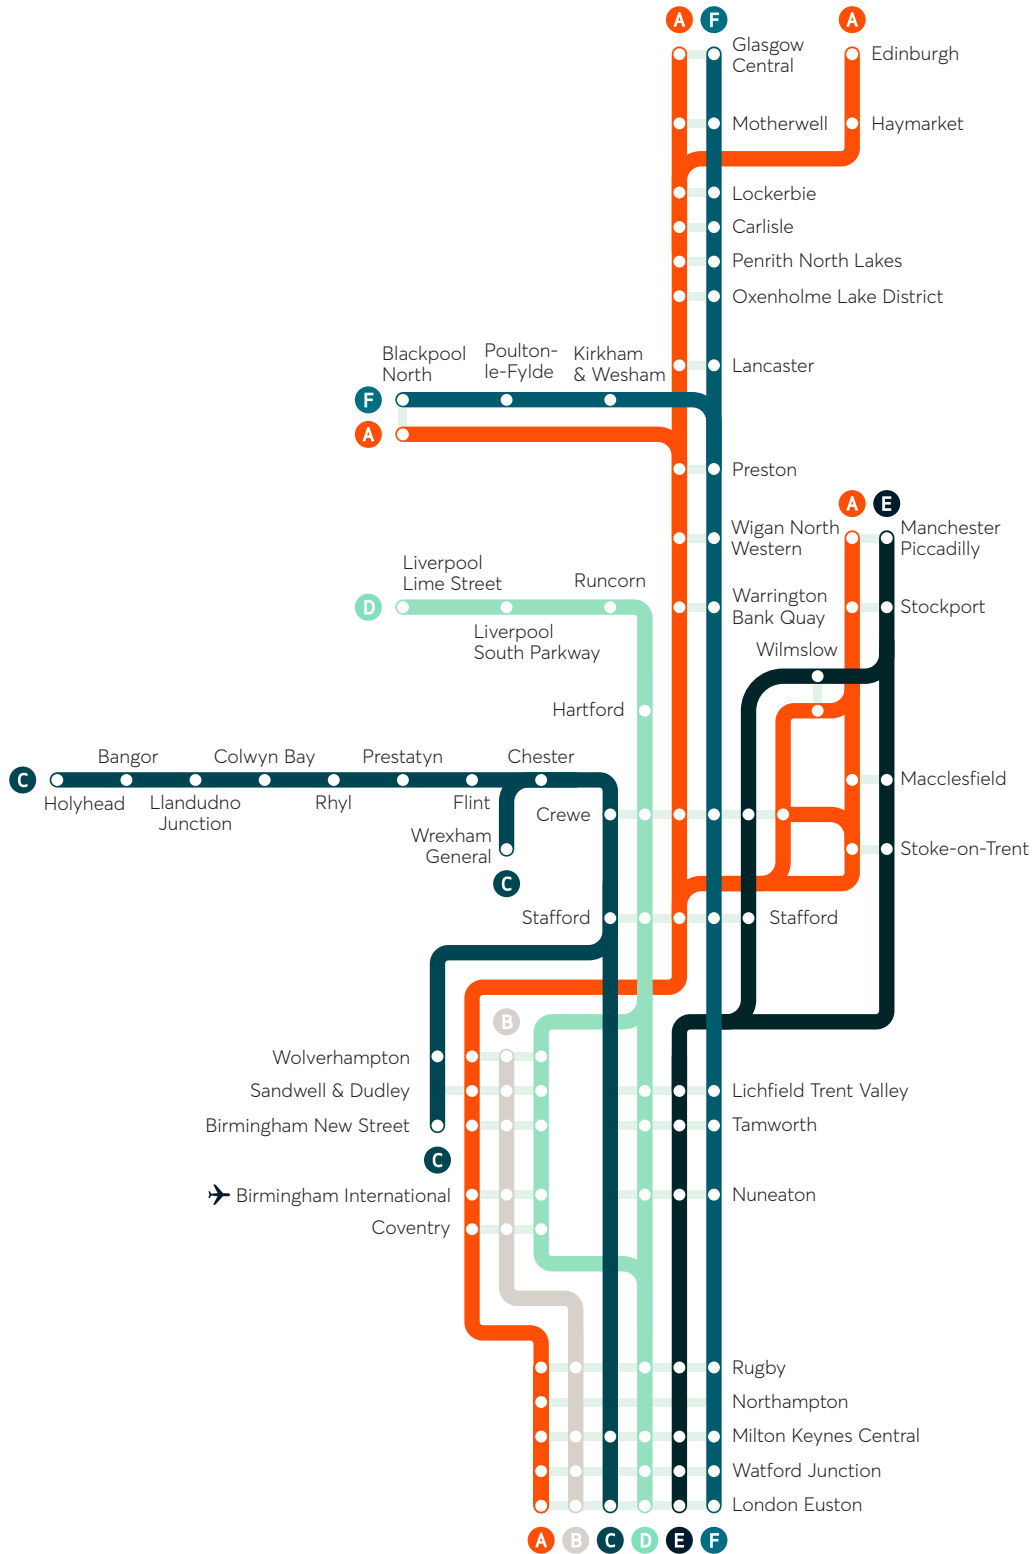 A F A
Glasgow
Central
Edinburgh
Motherwell
Haymarket
Lockerbie
Carlisle
Penrith North Lakes
Oxenholme Lake District
Lancaster
Blackpool
North
Poulton-
le-Fylde
Kirkham
& Wesham
F
A
Preston
A E
Wigan North
Western
Manchester
Piccadilly
Liverpool
Lime Street
Runcorn
D
Liverpool
South Parkway
Warrington
Bank Quay
Stockport
Wilmslow
Hartford
Bangor
Colwyn Bay
Prestatyn
Chester
C
Holyhead
Llandudno
Junction
Rhyl
Flint
Macclesfield
Crewe
Wrexham
General
Stoke-on-Trent
C
Stafford
Stafford
B
Wolverhampton
Sandwell & Dudley
Lichfield Trent Valley
Birmingham New Street
Tamworth
C
Birmingham International
Nuneaton
Coventry
Rugby
Northampton
Milton Keynes Central
Watford Junction
London Euston
A B C D E F